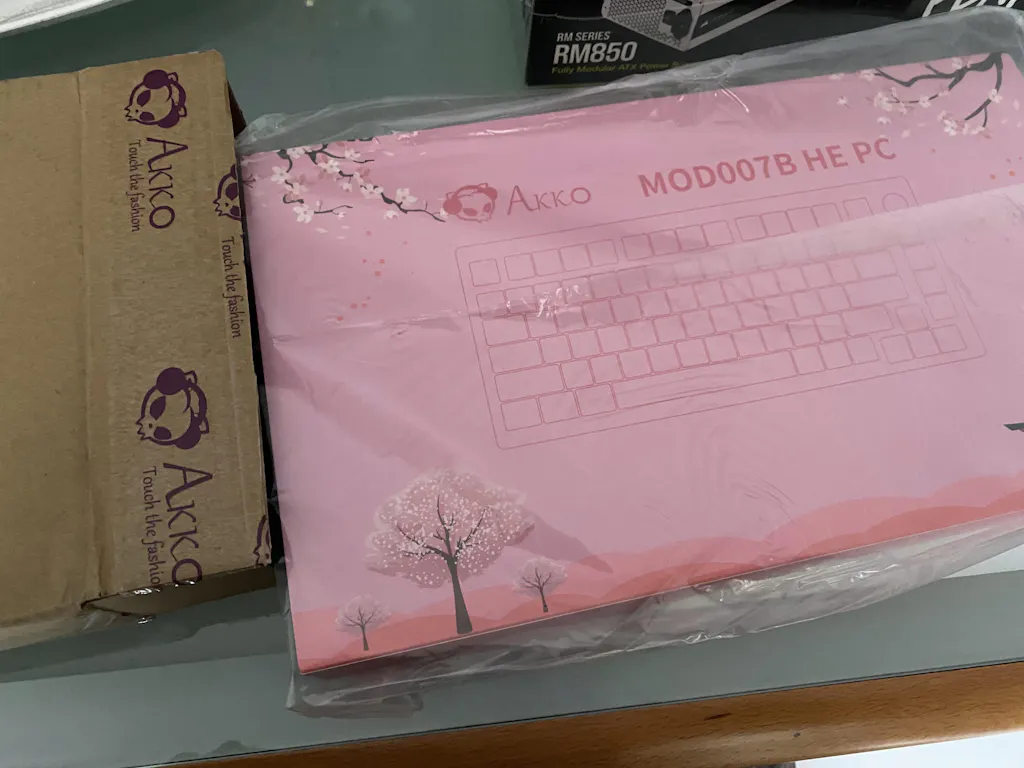 RM SERIES
RM850
Fully Modular ATX Power
AKKO
Touch the fashion
Touch the fashion
AKKO
Touch the fashio
AKKO
MOD007B HE PC